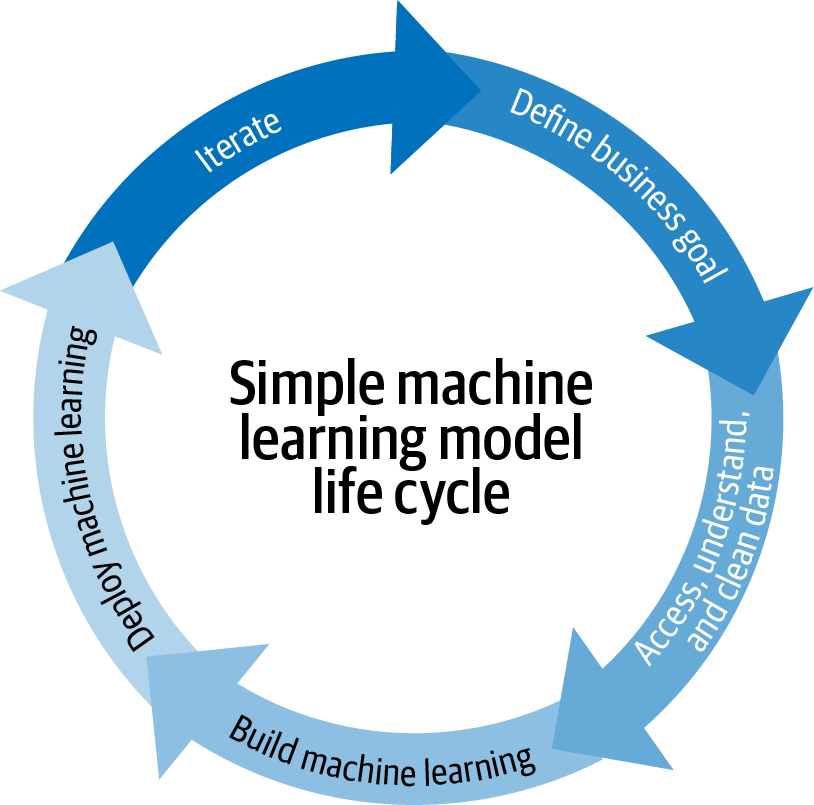 Simple machine
learning model
life cycle
Define business goal
Access, understand,
and clean data
Build machine learning
Deploy machine learning
Iterate